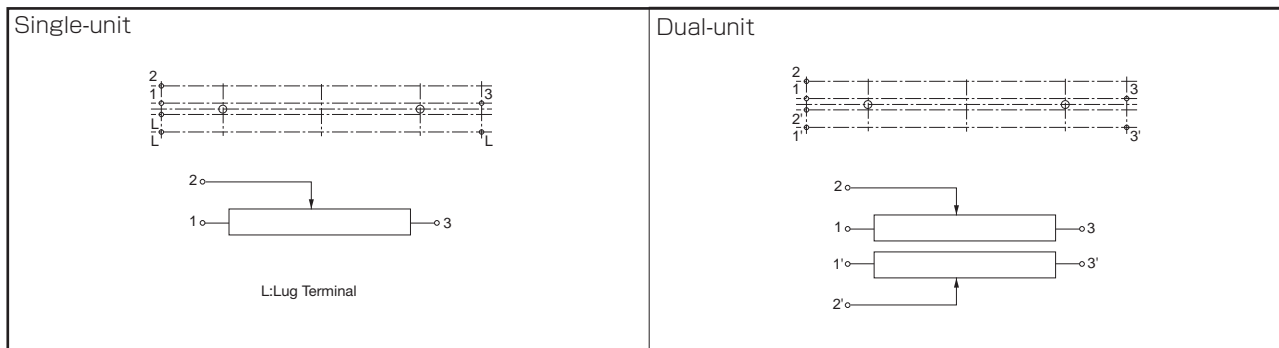 Single-unit
2
1 3
L
L L
2
1 3
L:Lug Terminal
Dual-unit
2
1 3
2'
1' 3'
2
1 3
1' 3'
2'